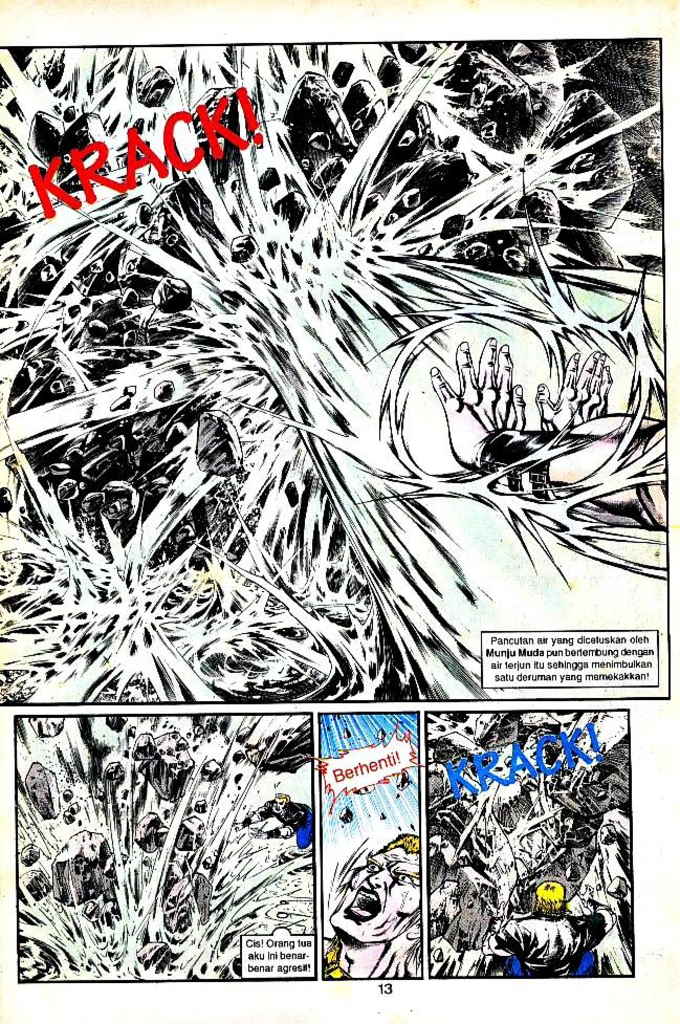 KRACK!
Pancutan air yang dicetuskan oleh
Munju Muda pun bertembung dengan
air terjun itu sehingga menimbulkan
satu deruman yang memekakkan!
Cis! Orang tua
aku ini benar-
benar agresif!
Berhenti!
KRACK!
13